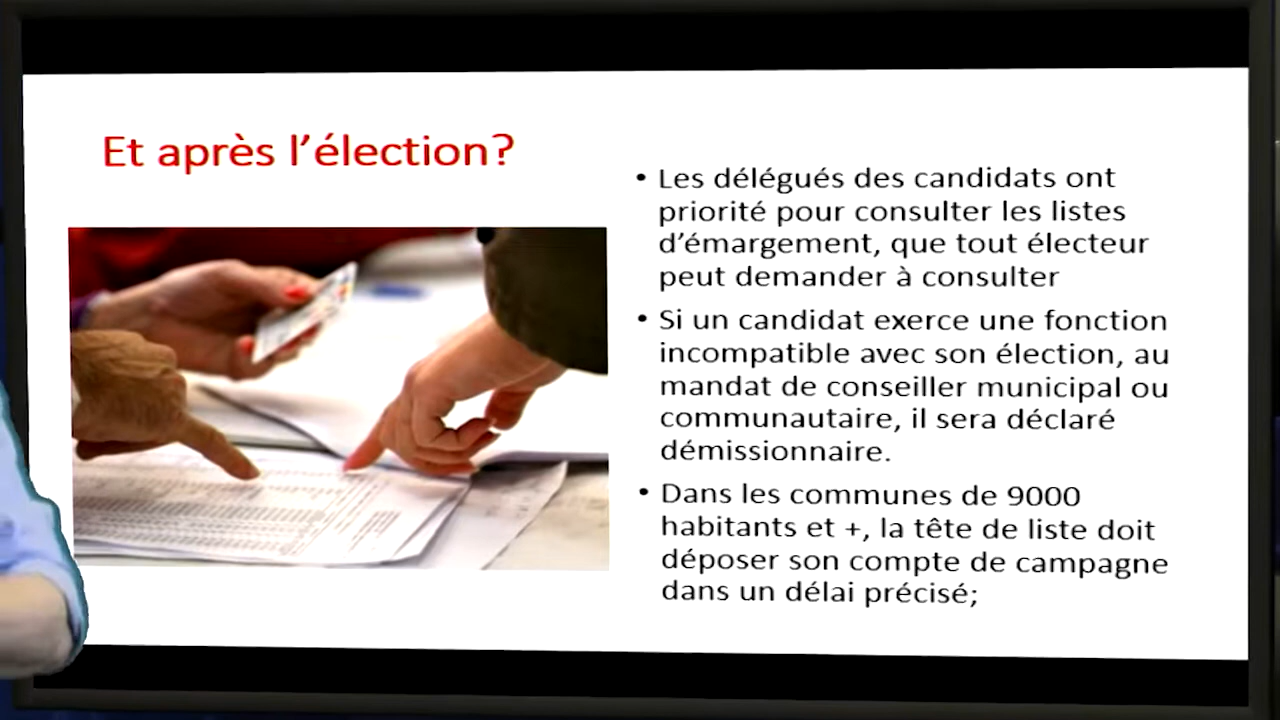 Et après l'élection?
• Les délégués des candidats ont
priorité pour consulter les listes
d'émargement, que tout électeur
peut demander à consulter
• Si un candidat exerce une fonction
incompatible avec son élection, au
mandat de conseiller municipal ou
communautaire, il sera déclaré
démissionnaire.
• Dans les communes de 9000
habitants et +, la tête de liste doit
déposer son compte de campagne
dans un délai précisé;